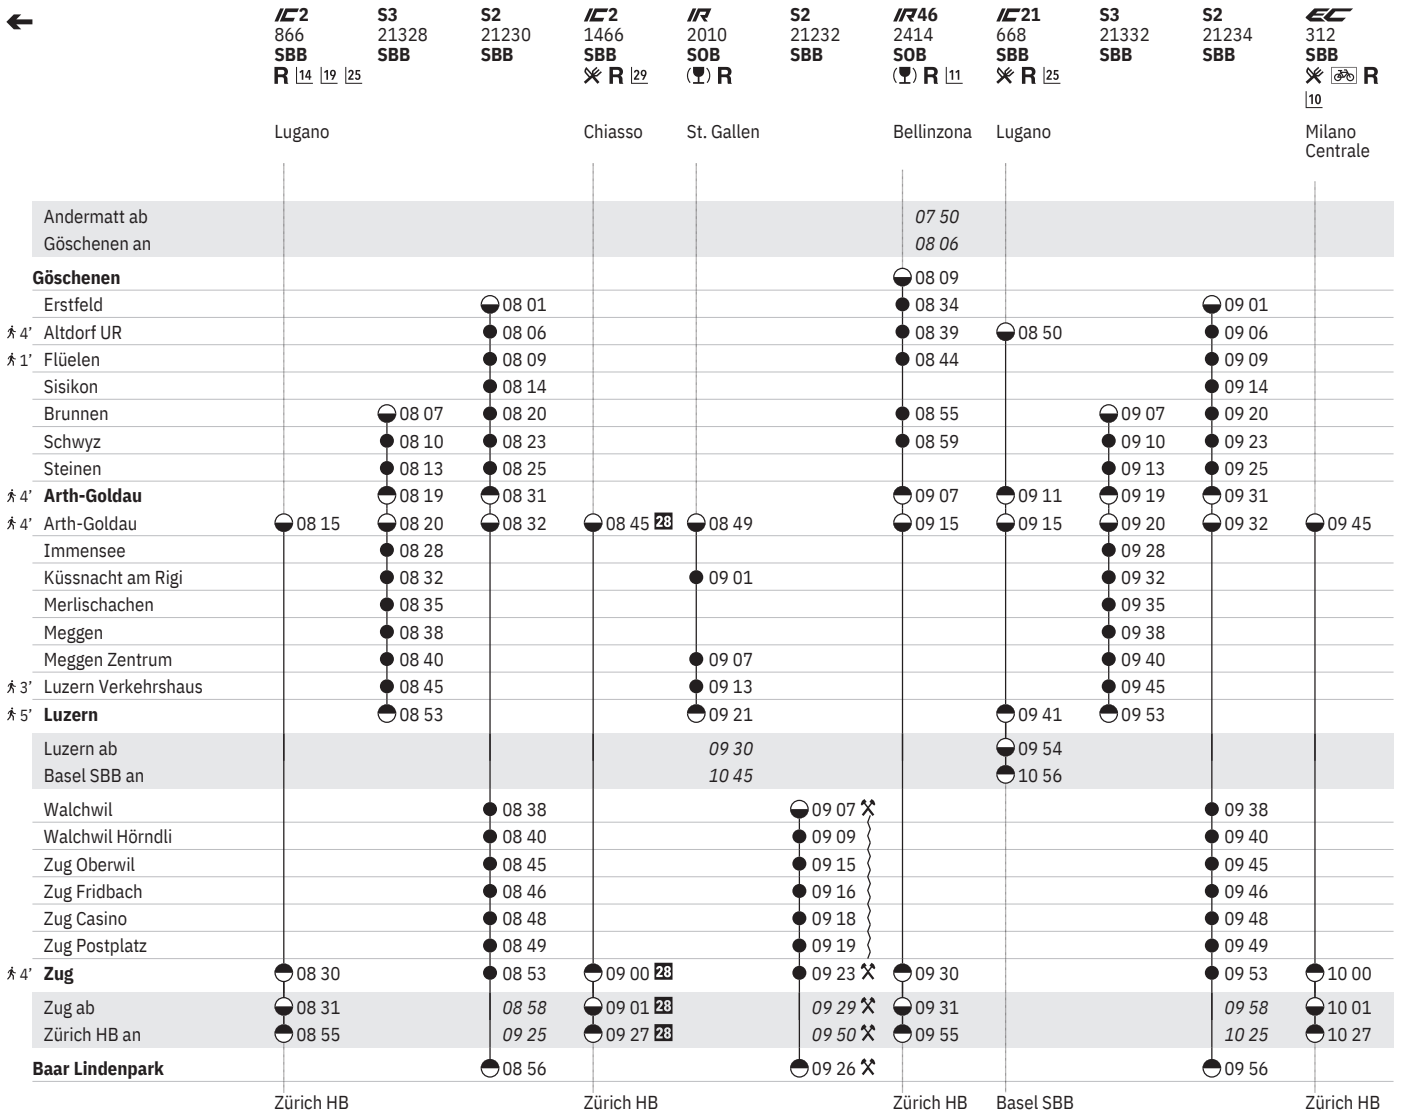 IC2 S3 S2 IC2 IR S2 IR46 IC21 S3 S2 EC
866 21328 21230 1466 2010 21232 2414 668 21332 21234 312
SBB SBB SBB SBB SOB SBB SOB SBB SBB SBB SBB
R 14 19 25 R 29 R R 11 R 25 R
10
Lugano Chiasso St. Gallen Bellinzona Lugano Milano
Centrale
Andermatt ab 07 50
Göschenen an 08 06
Göschenen 08 09
Erstfeld 08 01 08 34 09 01
4’ Altdorf UR 08 06 08 39 08 50 09 06
1’ Flüelen 08 09 08 44 09 09
Sisikon 08 14 09 14
Brunnen 08 07 08 20 08 55 09 07 09 20
Schwyz 08 10 08 23 08 59 09 10 09 23
Steinen 08 13 08 25 09 13 09 25
4’ Arth-Goldau 08 19 08 31 09 07 09 11 09 19 09 31
4’ Arth-Goldau 08 15 08 20 08 32 08 45 28 08 49 09 15 09 15 09 20 09 32 09 45
Immensee 08 28 09 28
Küssnacht am Rigi 08 32 09 01 09 32
Merlischachen 08 35 09 35
Meggen 08 38 09 38
Meggen Zentrum 08 40 09 07 09 40
3’ Luzern Verkehrshaus 08 45 09 13 09 45
5’ Luzern 08 53 09 21 09 41 09 53
Luzern ab 09 30 09 54
Basel SBB an 10 45 10 56
Walchwil 08 38 09 07 09 38
Walchwil Hörndli 08 40 09 09 09 40
Zug Oberwil 08 45 09 15 09 45
Zug Fridbach 08 46 09 16 09 46
Zug Casino 08 48 09 18 09 48
Zug Postplatz 08 49 09 19 09 49
4’ Zug 08 30 08 53 09 00 28 09 23 09 30 09 53 10 00
Zug ab 08 31 08 58 09 01 28 09 29 09 31 09 58 10 01
Zürich HB an 08 55 09 25 09 27 28 09 50 09 55 10 25 10 27
Baar Lindenpark 08 56 09 26 09 56
Zürich HB Zürich HB Zürich HB Basel SBB Zürich HB